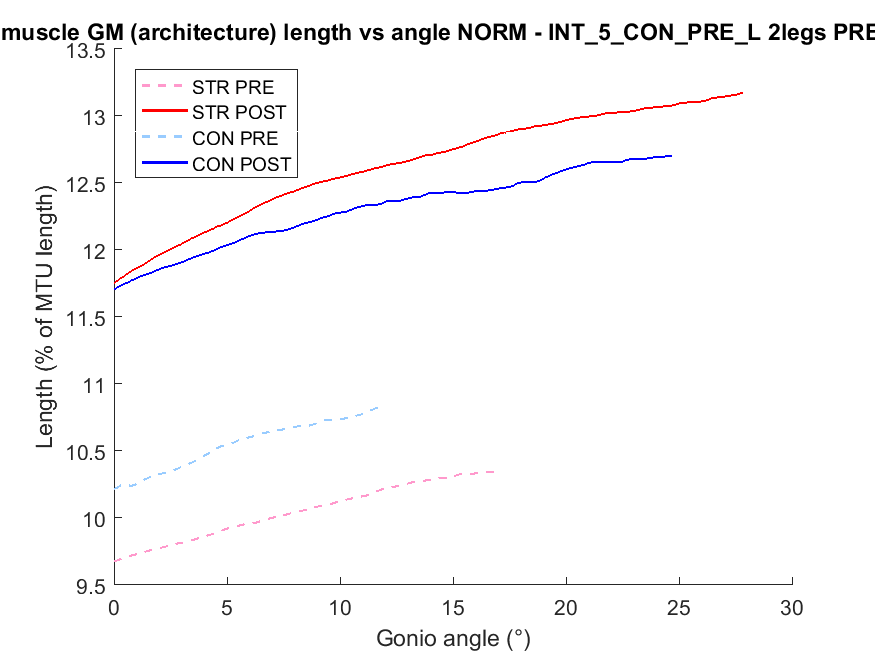 muscle GM (architecture) length vs angle NORM - INT_5_CON_PRE_L 2legs PRE
STR PRE
STR POST
CON PRE
CON POST
Length (% of MTU length)
13.5
13
12.5
12
11.5
11
10.5
10
9.5
0 5 10 15 20 25 30
Gonio angle (°)